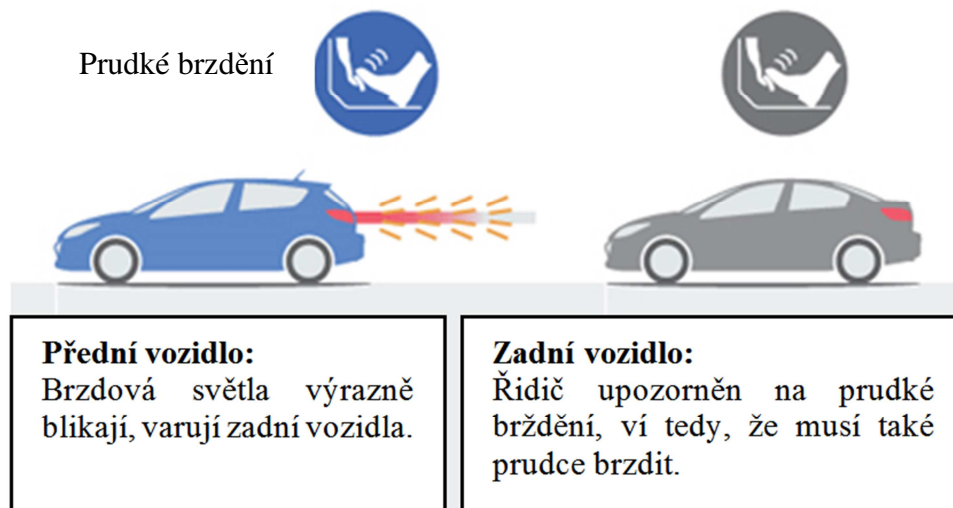 Prudké brzdění
Přední vozidlo:
Brzdová světla výrazně
blikají, varují zadní vozidla.
Zadní vozidlo:
Řidič upozorněn na prudké
brždění, ví tedy, že musí také
prudce brzdit.